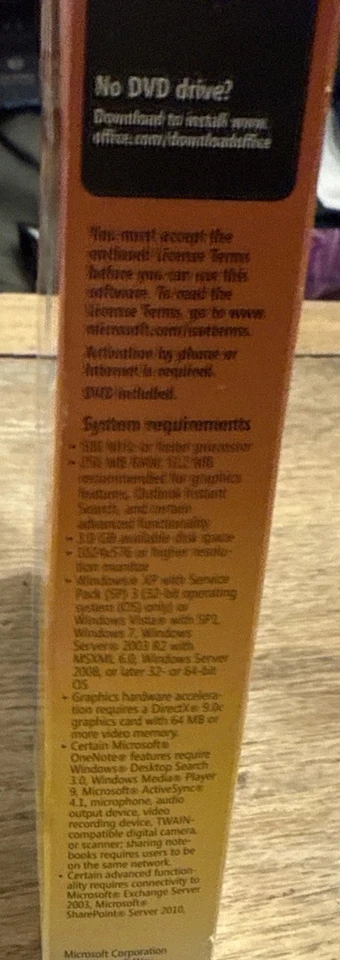 No DVD drive?
Download to install www.
office.com/downloadoffice
You must accept the
enclosed License Terms
before you can use this
software. To read the
License Terms, go to www.
microsoft.com/useterms.
Activation by phone or
Internet is required.
DVD included.
System requirements
• 500 MHz or faster processor
• 256 MB RAM; 512 MB
recommended for graphics
features, Outlook Instant
Search, and certain
advanced functionality
• 3.0 GB available disk space
• 1024x576 or higher resolu-
tion monitor
• Windows® XP with Service
Pack (SP) 3 (32-bit operating
system (OS) only) or
Windows Vista® with SP1,
Windows 7, Windows
Server® 2003 R2 with
MSXML 6.0, Windows Server
2008, or later 32- or 64-bit
OS
• Graphics hardware accelera-
tion requires a DirectX® 9.0c
graphics card with 64 MB or
more video memory.
• Certain Microsoft®
OneNote® features require
Windows® Desktop Search
3.0, Windows Media® Player
9, Microsoft® ActiveSync®
4.1, microphone, audio
output device, video
recording device, TWAIN-
compatible digital camera,
or scanner; sharing note-
books requires users to be
on the same network.
• Certain advanced function-
ality requires connectivity to
Microsoft® Exchange Server
2003, Microsoft®
SharePoint® Server 2010,
Microsoft Corporation